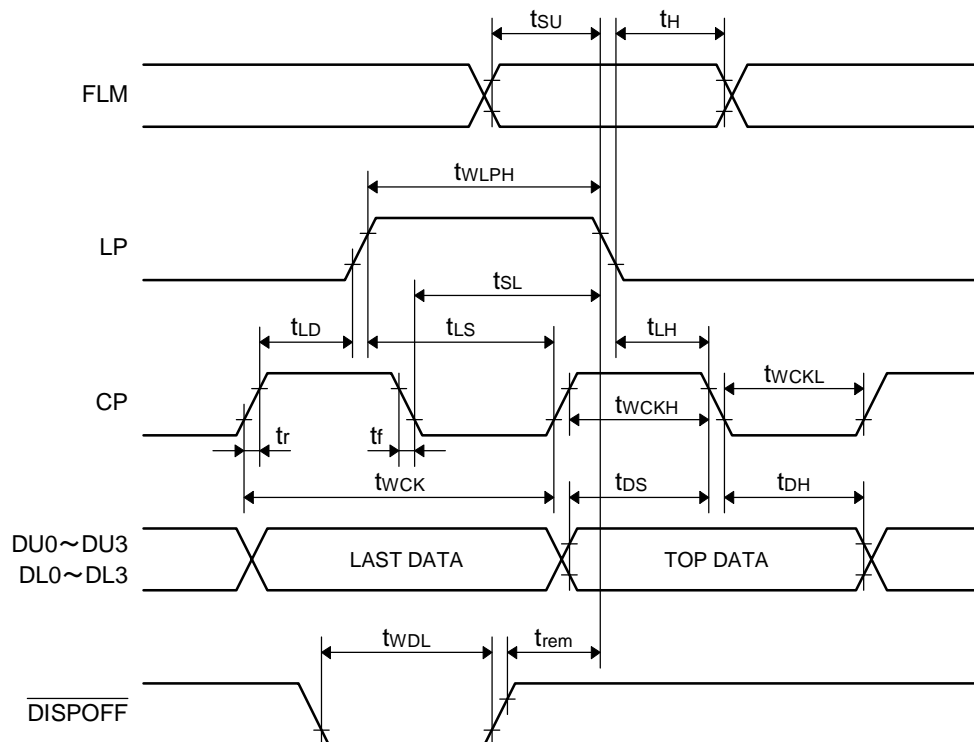 tSU
tH
FLM
tWLPH
LP
tSL
tLD
tLS
tLH
tWCKL
CP
tWCKH
tr
tf
tWCK
tDS
tDH
DU0～DU3
DL0～DL3
LAST DATA
TOP DATA
tWDL
trem
DISPOFF